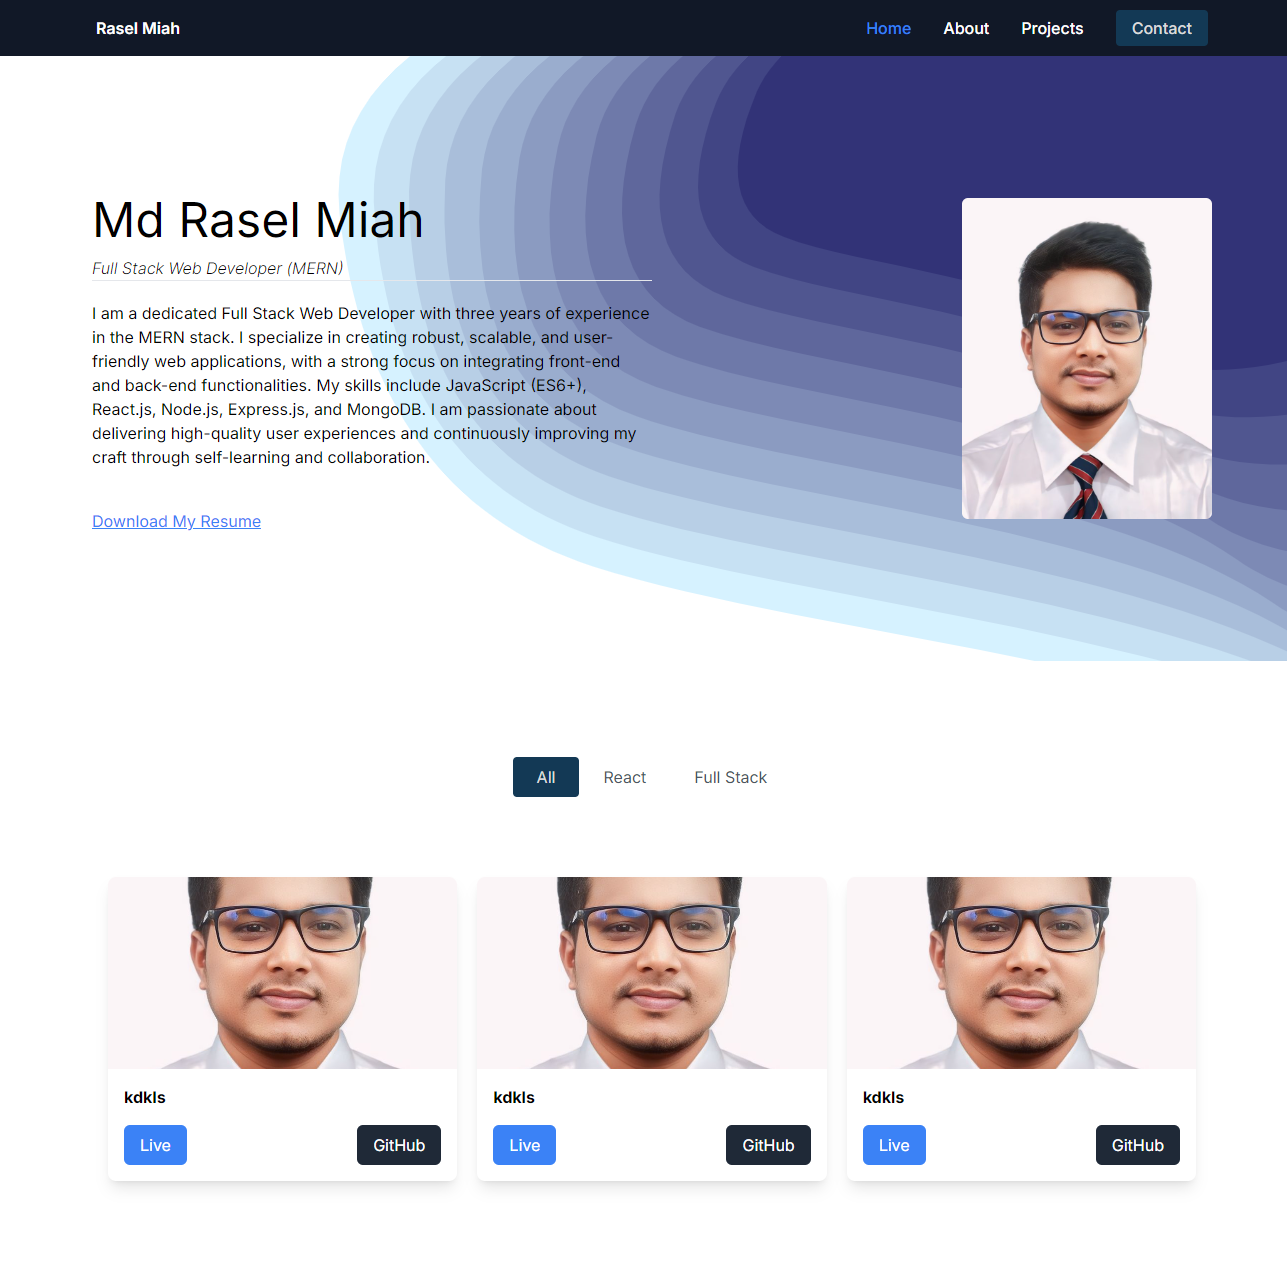 Rasel Miah
Home
About
Projects
Contact
Md Rasel Miah
Full Stack Web Developer (MERN)
I am a dedicated Full Stack Web Developer with three years of experience
in the MERN stack. I specialize in creating robust, scalable, and user-
friendly web applications, with a strong focus on integrating front-end
and back-end functionalities. My skills include JavaScript (ES6+),
React.js, Node.js, Express.js, and MongoDB. I am passionate about
delivering high-quality user experiences and continuously improving my
craft through self-learning and collaboration.
Download My Resume
All
React
Full Stack
kdkls
Live
GitHub
kdkls
Live
GitHub
kdkls
Live
GitHub